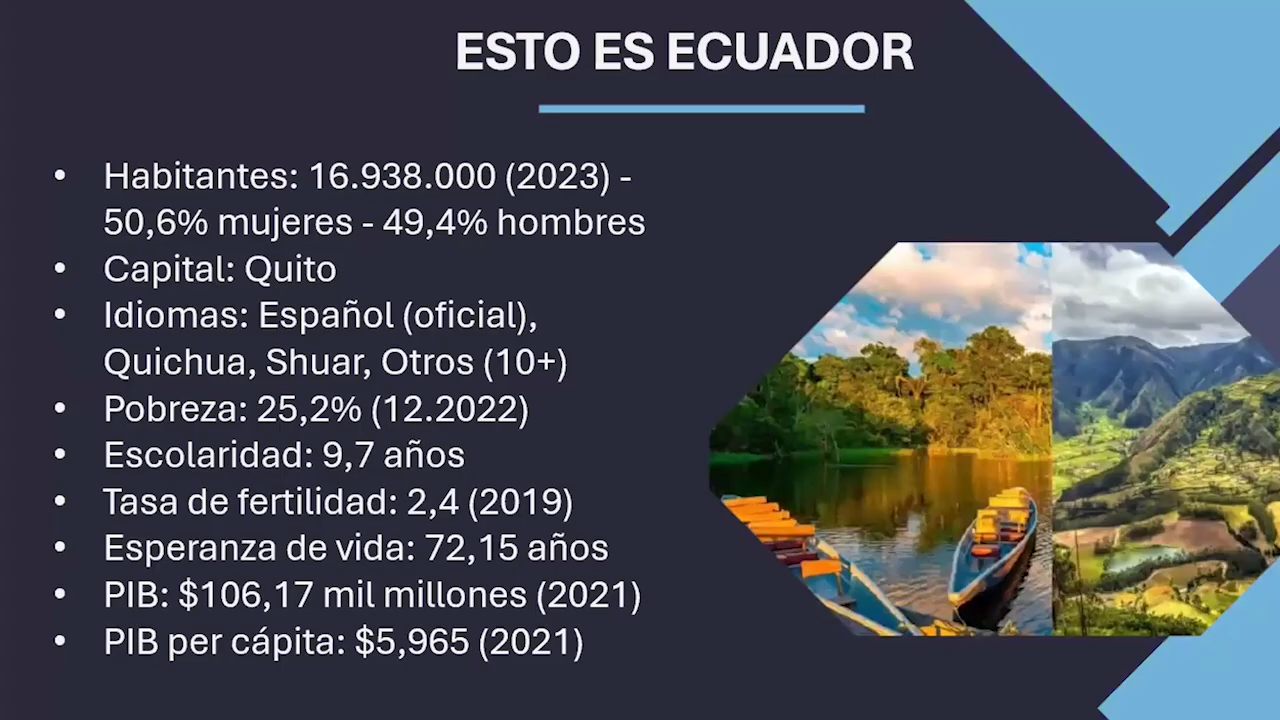 ESTO ES ECUADOR
• Habitantes: 16.938.000 (2023) -
50,6% mujeres - 49,4% hombres
• Capital: Quito
• Idiomas: Español (oficial),
Quichua, Shuar, Otros (10+)
• Pobreza: 25,2% (12.2022)
• Escolaridad: 9,7 años
• Tasa de fertilidad: 2,4 (2019)
• Esperanza de vida: 72,15 años
• PIB: $106,17 mil millones (2021)
• PIB per cápita: $5,965 (2021)